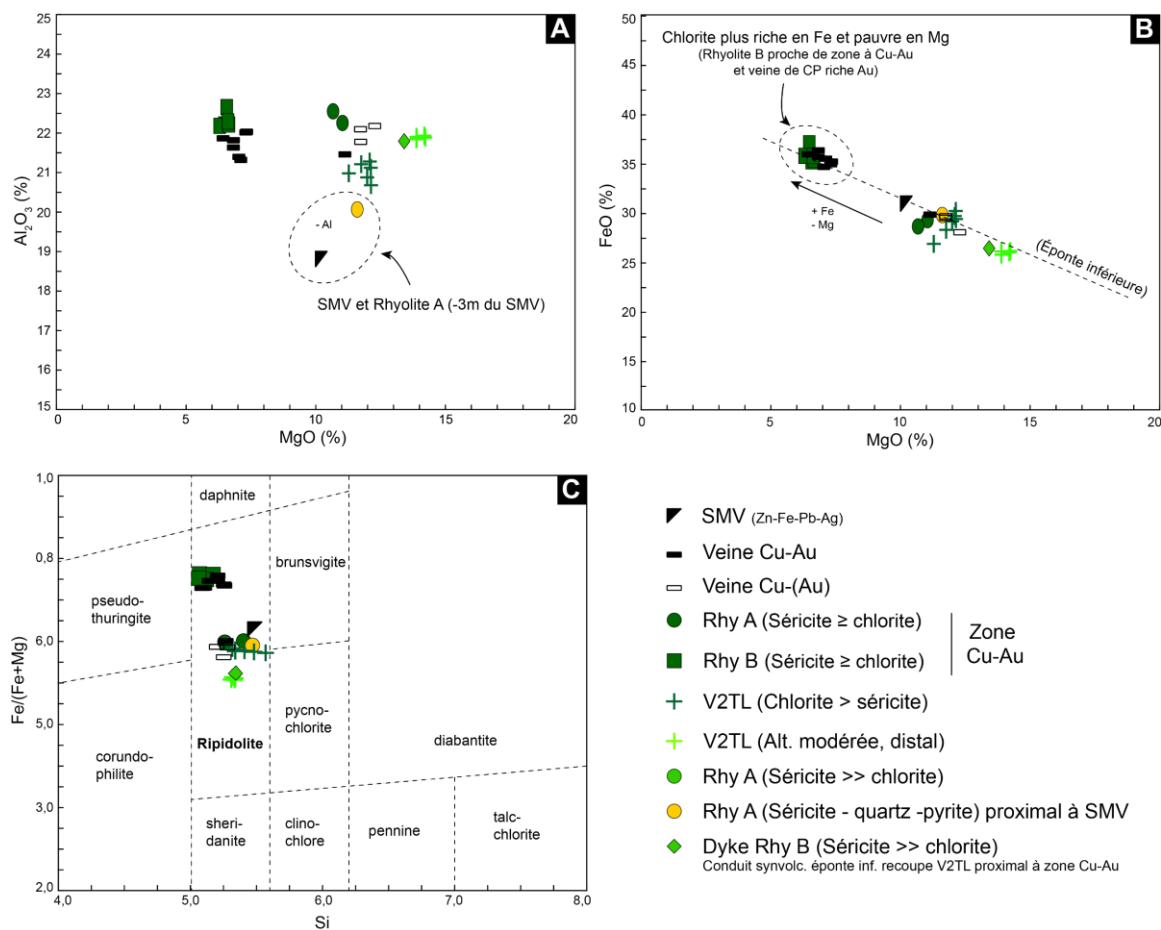 A
25
24
23
22
21
20
19
18
17
16
15
Al2O3 (%)
- Al
SMV et Rhyolite A (-3m du SMV)
0
5
10
15
20
MgO (%)
B
50
45
40
35
30
25
20
15
10
FeO (%)
Chlorite plus riche en Fe et pauvre en Mg
(Rhyolite B proche de zone à Cu-Au
et veine de CP riche Au)
+ Fe
- Mg
(Éponte inférieure)
0
5
10
15
20
MgO (%)
C
1,0
0,8
6,0
5,0
3,0
2,0
Fe/(Fe+Mg)
daphnite
brunsvigite
pseudo-
thuringite
pycno-
chlorite
Ripidolite
diabantite
corundo-
philite
sheri-
danite
clino-
chlore
pennine
talc-
chlorite
4,0
5,0
6,0
7,0
8,0
Si
SMV (Zn-Fe-Pb-Ag)
Veine Cu-Au
Veine Cu-(Au)
Rhy A (Séricite ≥ chlorite)
Rhy B (Séricite ≥ chlorite)
Zone
Cu-Au
V2TL (Chlorite > séricite)
V2TL (Alt. modérée, distal)
Rhy A (Séricite >> chlorite)
Rhy A (Séricite - quartz -pyrite) proximal à SMV
Dyke Rhy B (Séricite >> chlorite)
Conduit synvolc. éponte inf. recoupe V2TL proximal à zone Cu-Au